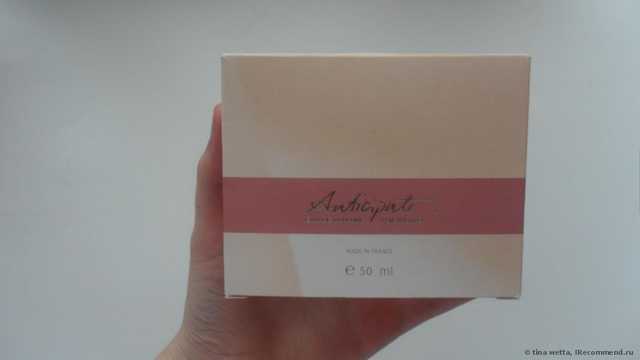 Anticipate
MADE IN FRANCE
℮ 50 ml
© tina wetta, IRecommend.ru